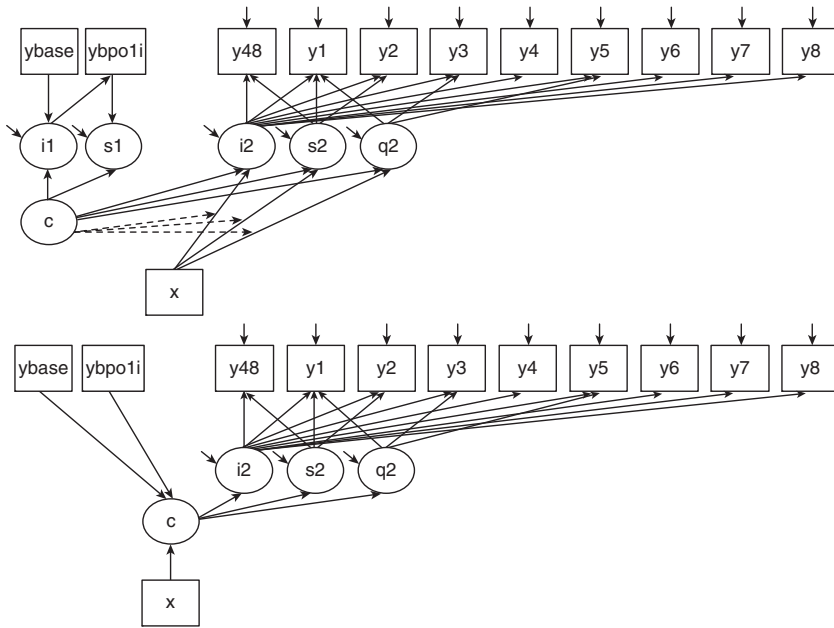 ybase ybpo1i y48 y1 y2 y3 y4 y5 y6 y7 y8
i1 s1 i2 s2 q2
c
x
ybase ybpo1i y48 y1 y2 y3 y4 y5 y6 y7 y8
i2 s2 q2
c
x